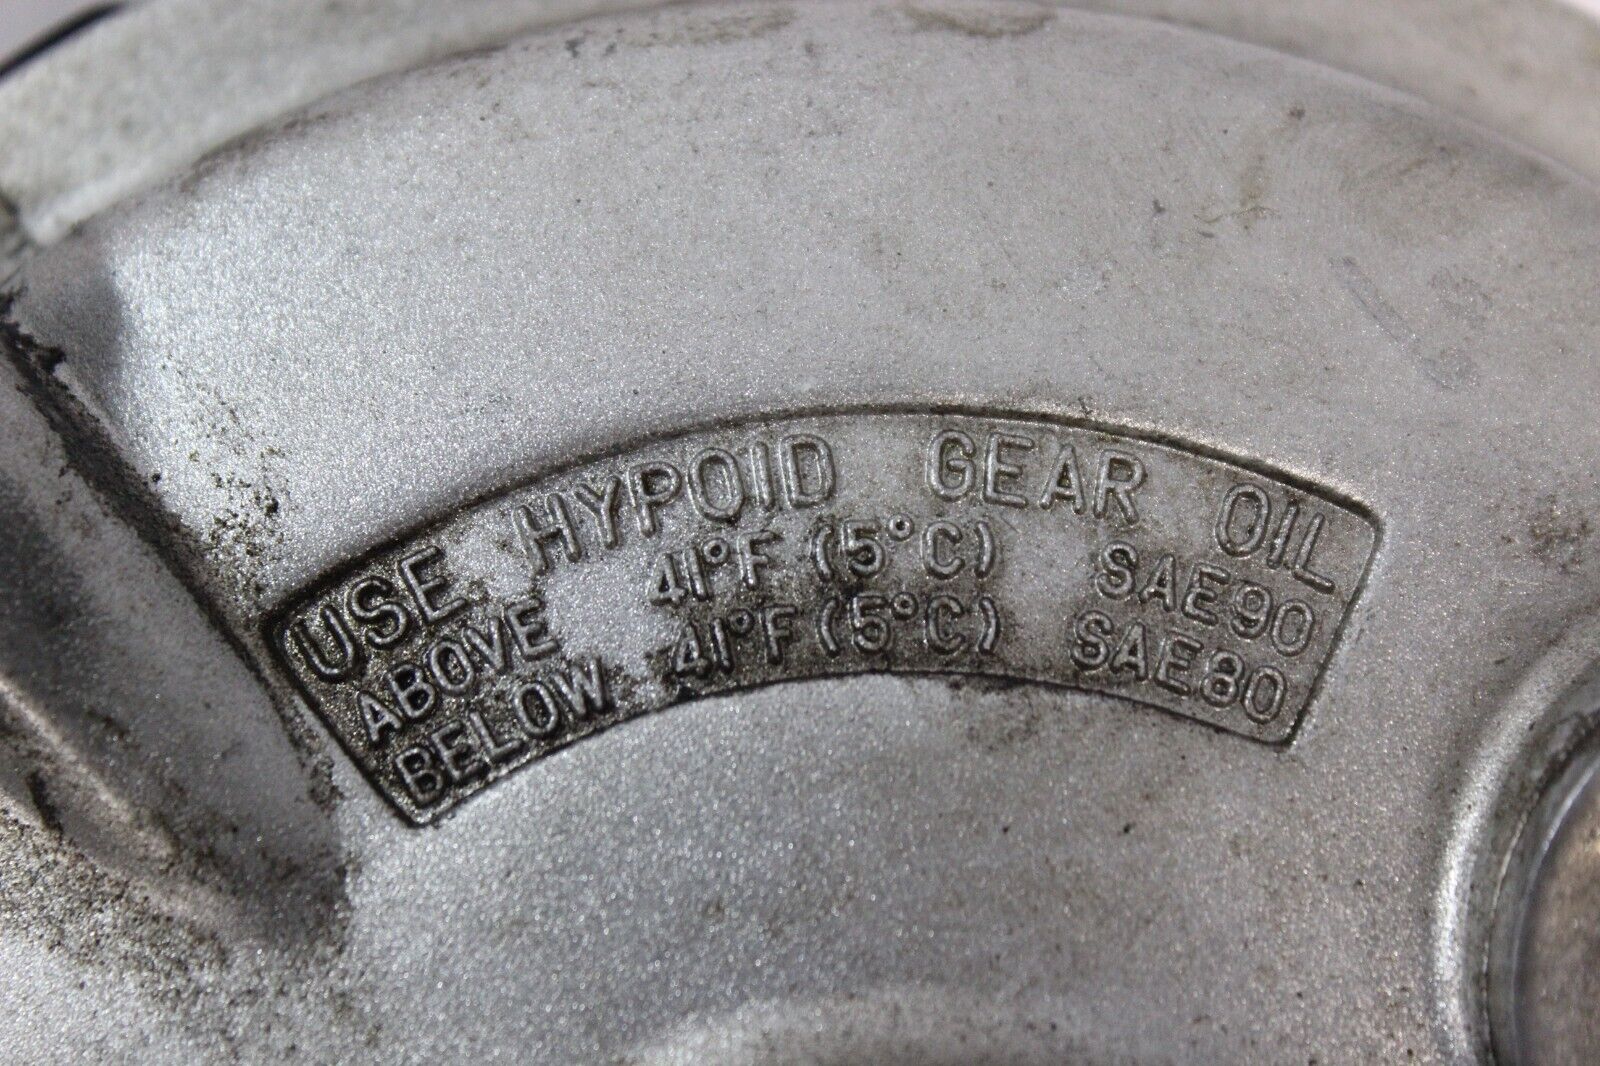 USE HYPOID GEAR OIL
ABOVE 41°F (5°C) SAE90
BELOW 41°F (5°C) SAE80